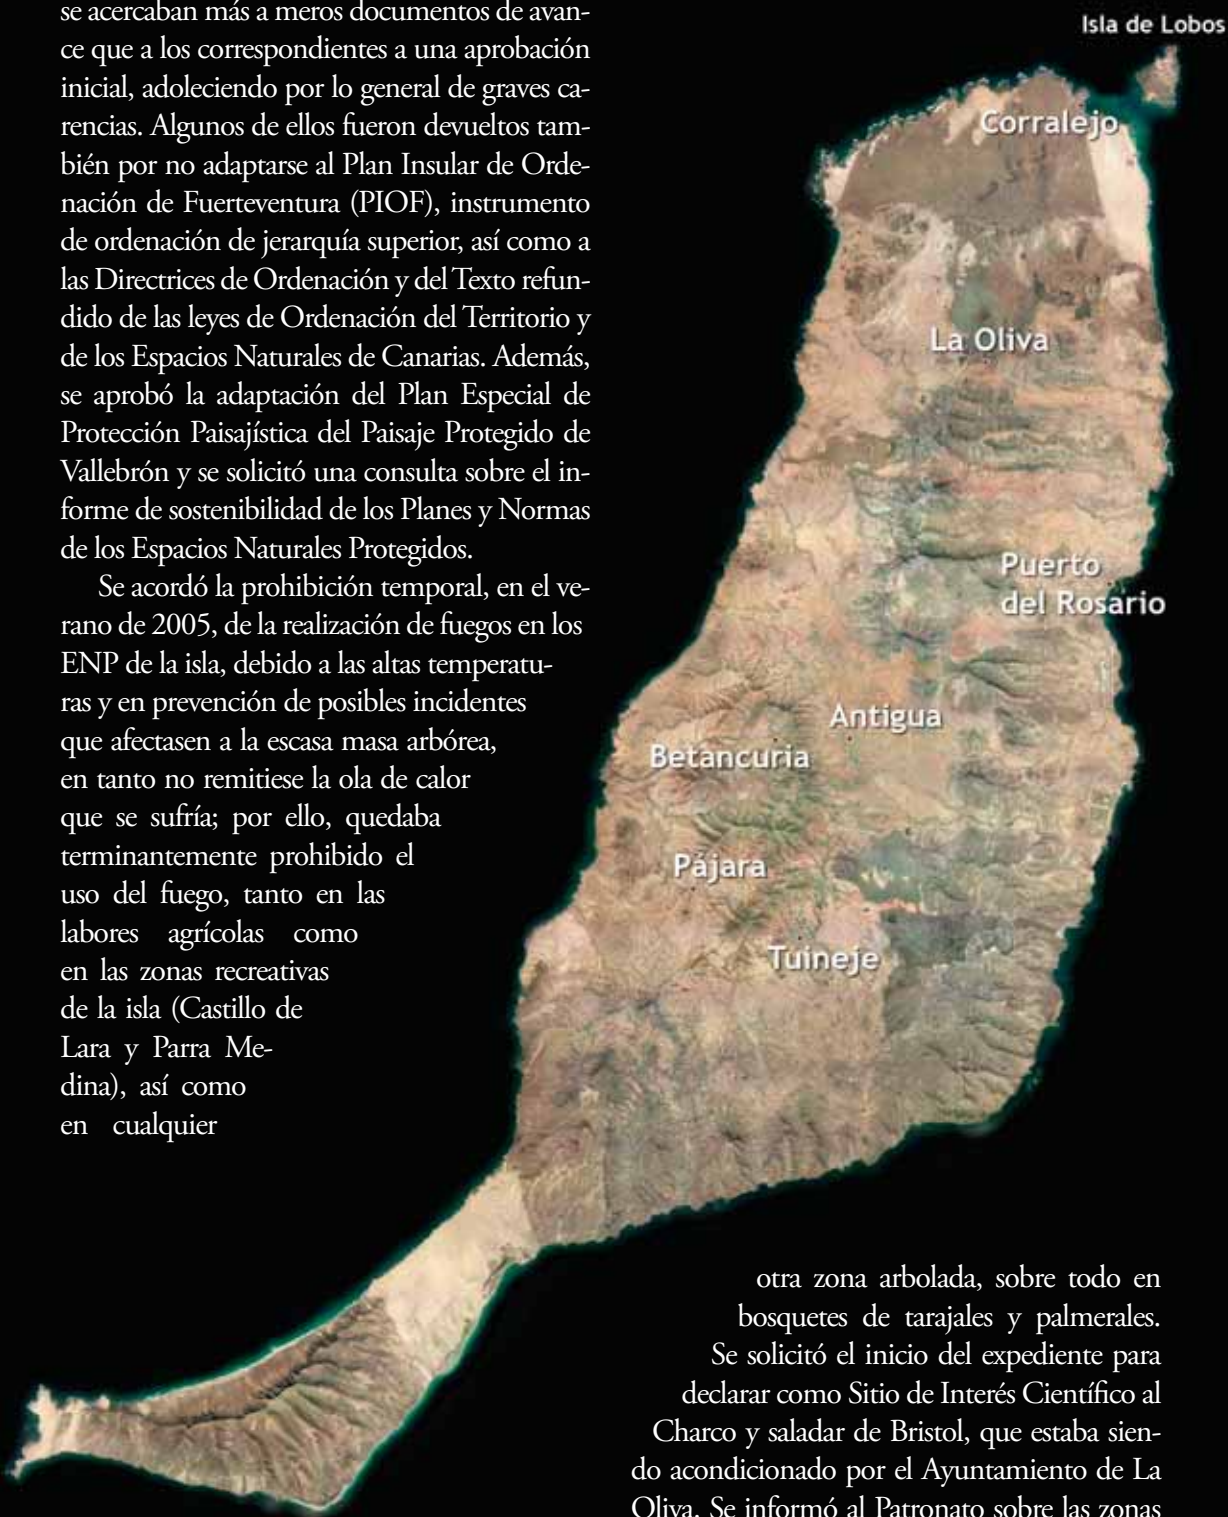 se acercaban más a meros documentos de avan-
ce que a los correspondientes a una aprobación
inicial, adoleciendo por lo general de graves ca-
rencias. Algunos de ellos fueron devueltos tam-
bién por no adaptarse al Plan Insular de Orde-
nación de Fuerteventura (PIOF), instrumento
de ordenación de jerarquía superior, así como a
las Directrices de Ordenación y del Texto refun-
dido de las leyes de Ordenación del Territorio y
de los Espacios Naturales de Canarias. Además,
se aprobó la adaptación del Plan Especial de
Protección Paisajística del Paisaje Protegido de
Vallebrón y se solicitó una consulta sobre el in-
forme de sostenibilidad de los Planes y Normas
de los Espacios Naturales Protegidos.
Se acordó la prohibición temporal, en el ve-
rano de 2005, de la realización de fuegos en los
ENP de la isla, debido a las altas temperatu-
ras y en prevención de posibles incidentes
que afectasen a la escasa masa arbórea,
en tanto no remitiese la ola de calor
que se sufría; por ello, quedaba
terminantemente prohibido el
uso del fuego, tanto en las
labores agrícolas como
en las zonas recreativas
de la isla (Castillo de
Lara y Parra Me-
dina), así como
en cualquier
otra zona arbolada, sobre todo en
bosquetes de tarajales y palmerales.
Se solicitó el inicio del expediente para
declarar como Sitio de Interés Científico al
Charco y saladar de Bristol, que estaba sien-
do acondicionado por el Ayuntamiento de La
Oliva. Se informó al Patronato sobre las zonas
Isla de Lobos
Corralejo
La Oliva
Puerto
del Rosario
Antigua
Betancuria
Pájara
Tuineje